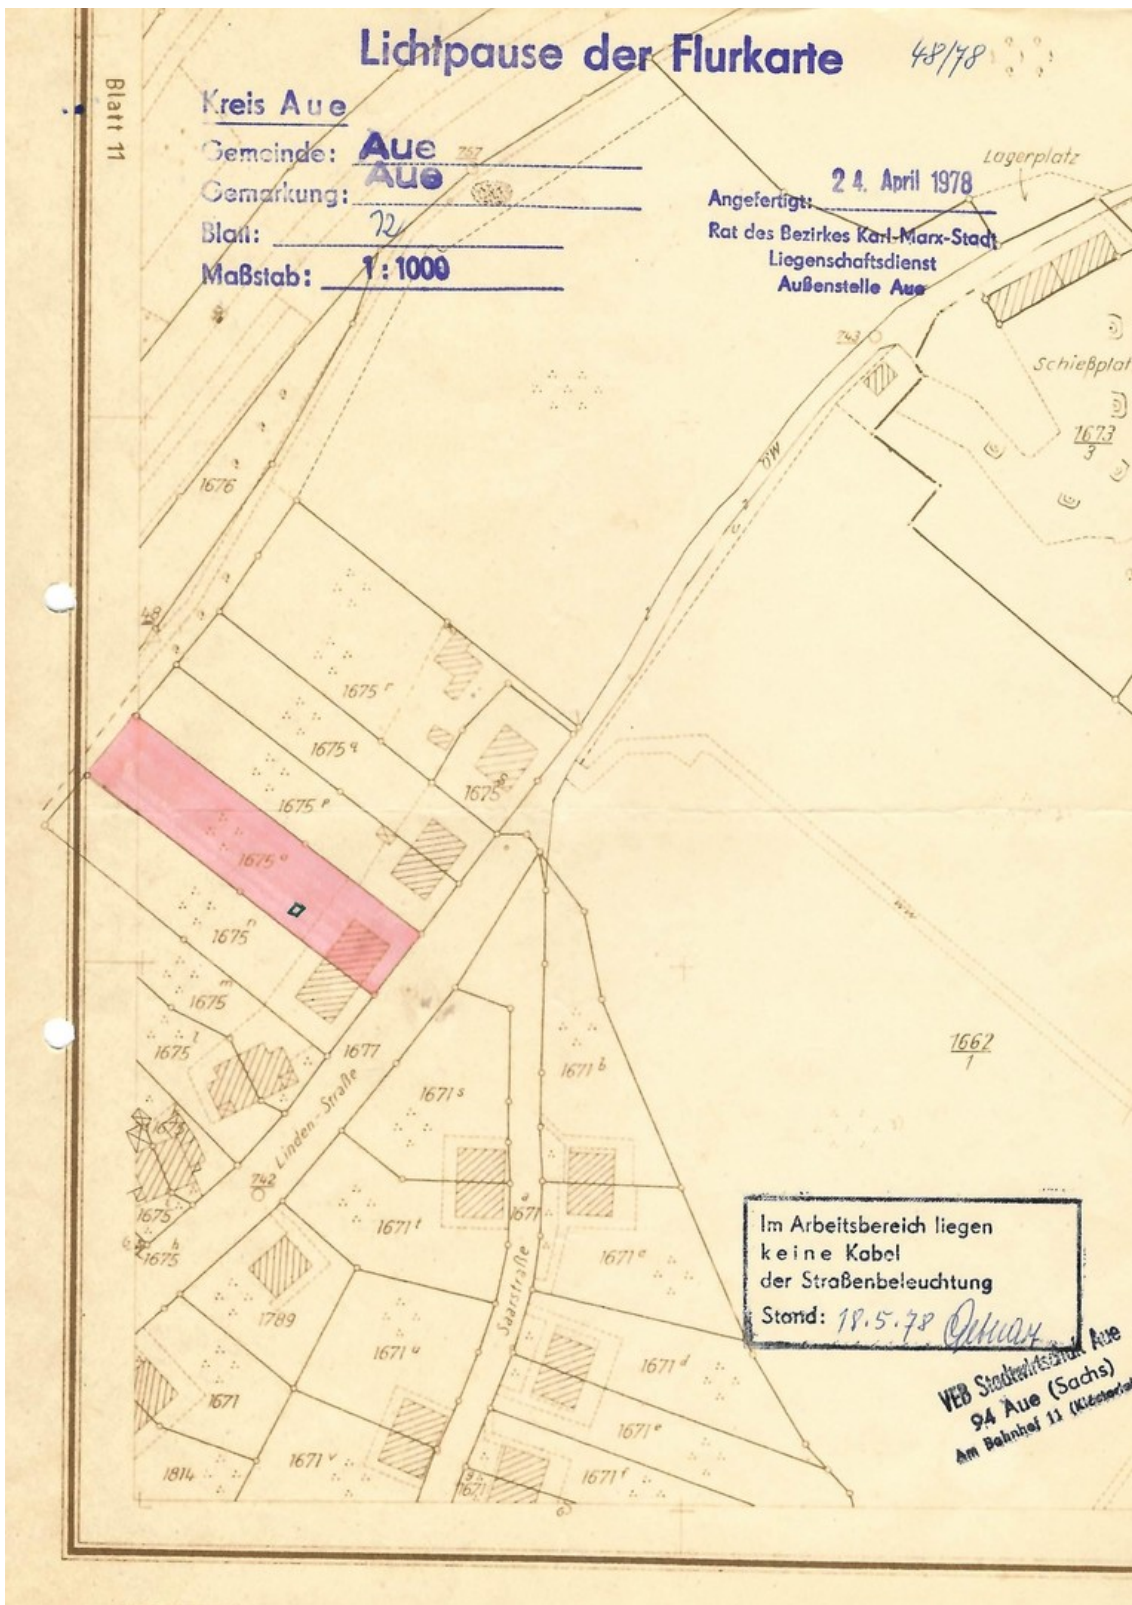 Lichtpause der Flurkarte
48/78
Blatt 11
Kreis Aue
Gemeinde: Aue
767
Gemarkung: Aue
Blatt: 12
Maßstab: 1:1000
Angefertigt: 24. April 1978
Rat des Bezirkes Karl-Marx-Stadt
Liegenschaftsdienst
Außenstelle Aue
Lagerplatz
743
Schießplat
1673
3
1676
48
1675 r
1675 q
1675 s
1675 p
1675 o
1675 n
WW
1675 m
1675 l
1677
1662
1
1671 b
1671 s
Linden-Straße
1675
742
1675
1675 h
1671 t
1671 a
1671 c
Saarstraße
1789
1671 u
1671 d
1671
1671 e
1671 v
1671 f
1814
1671 g
Im Arbeitsbereich liegen
keine Kabel
der Straßenbeleuchtung
Stand: 18.5.78
VEB Stadtwirtschaft Aue
94 Aue (Sachs)
Am Bahnhof 11